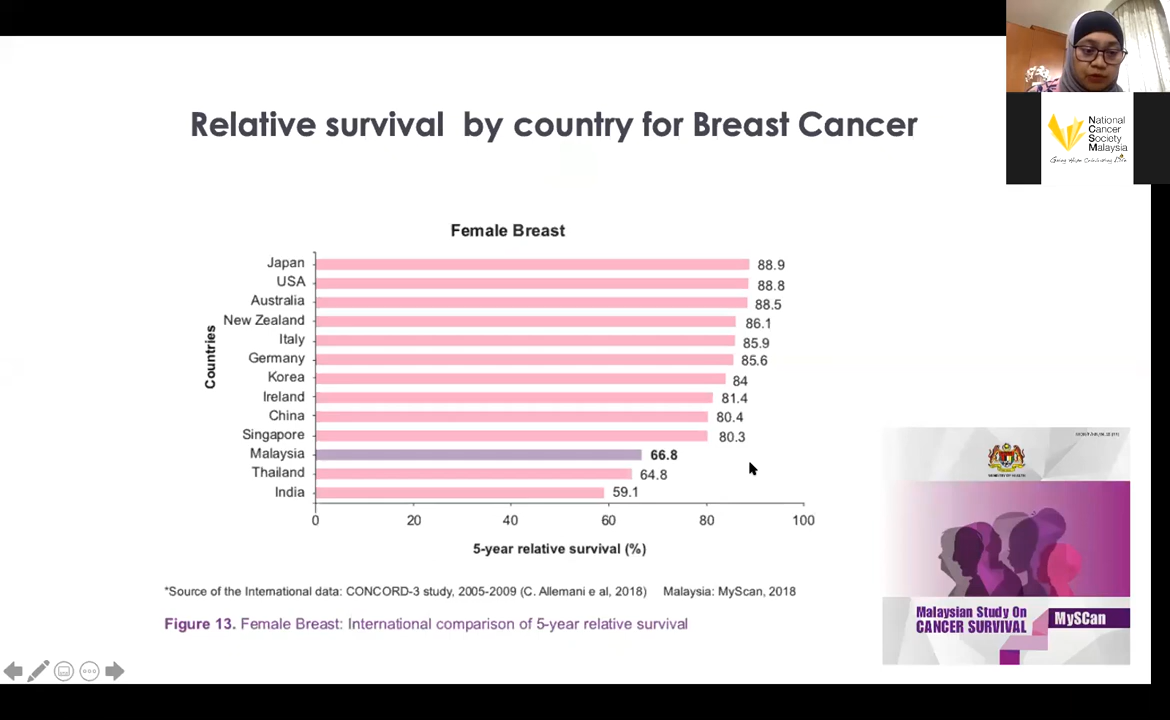 Relative survival by country for Breast Cancer
National
Cancer
Society
Malaysia
Female Breast
Countries
Japan 88.9
USA 88.8
Australia 88.5
New Zealand 86.1
Italy 85.9
Germany 85.6
Korea 84
Ireland 81.4
China 80.4
Singapore 80.3
Malaysia 66.8
Thailand 64.8
India 59.1
0 20 40 60 80 100
5-year relative survival (%)
*Source of the International data: CONCORD-3 study, 2005-2009 (C. Allemani e al, 2018) Malaysia: MyScan, 2018
Figure 13. Female Breast: International comparison of 5-year relative survival
Malaysian Study On
CANCER SURVIVAL
MyScan